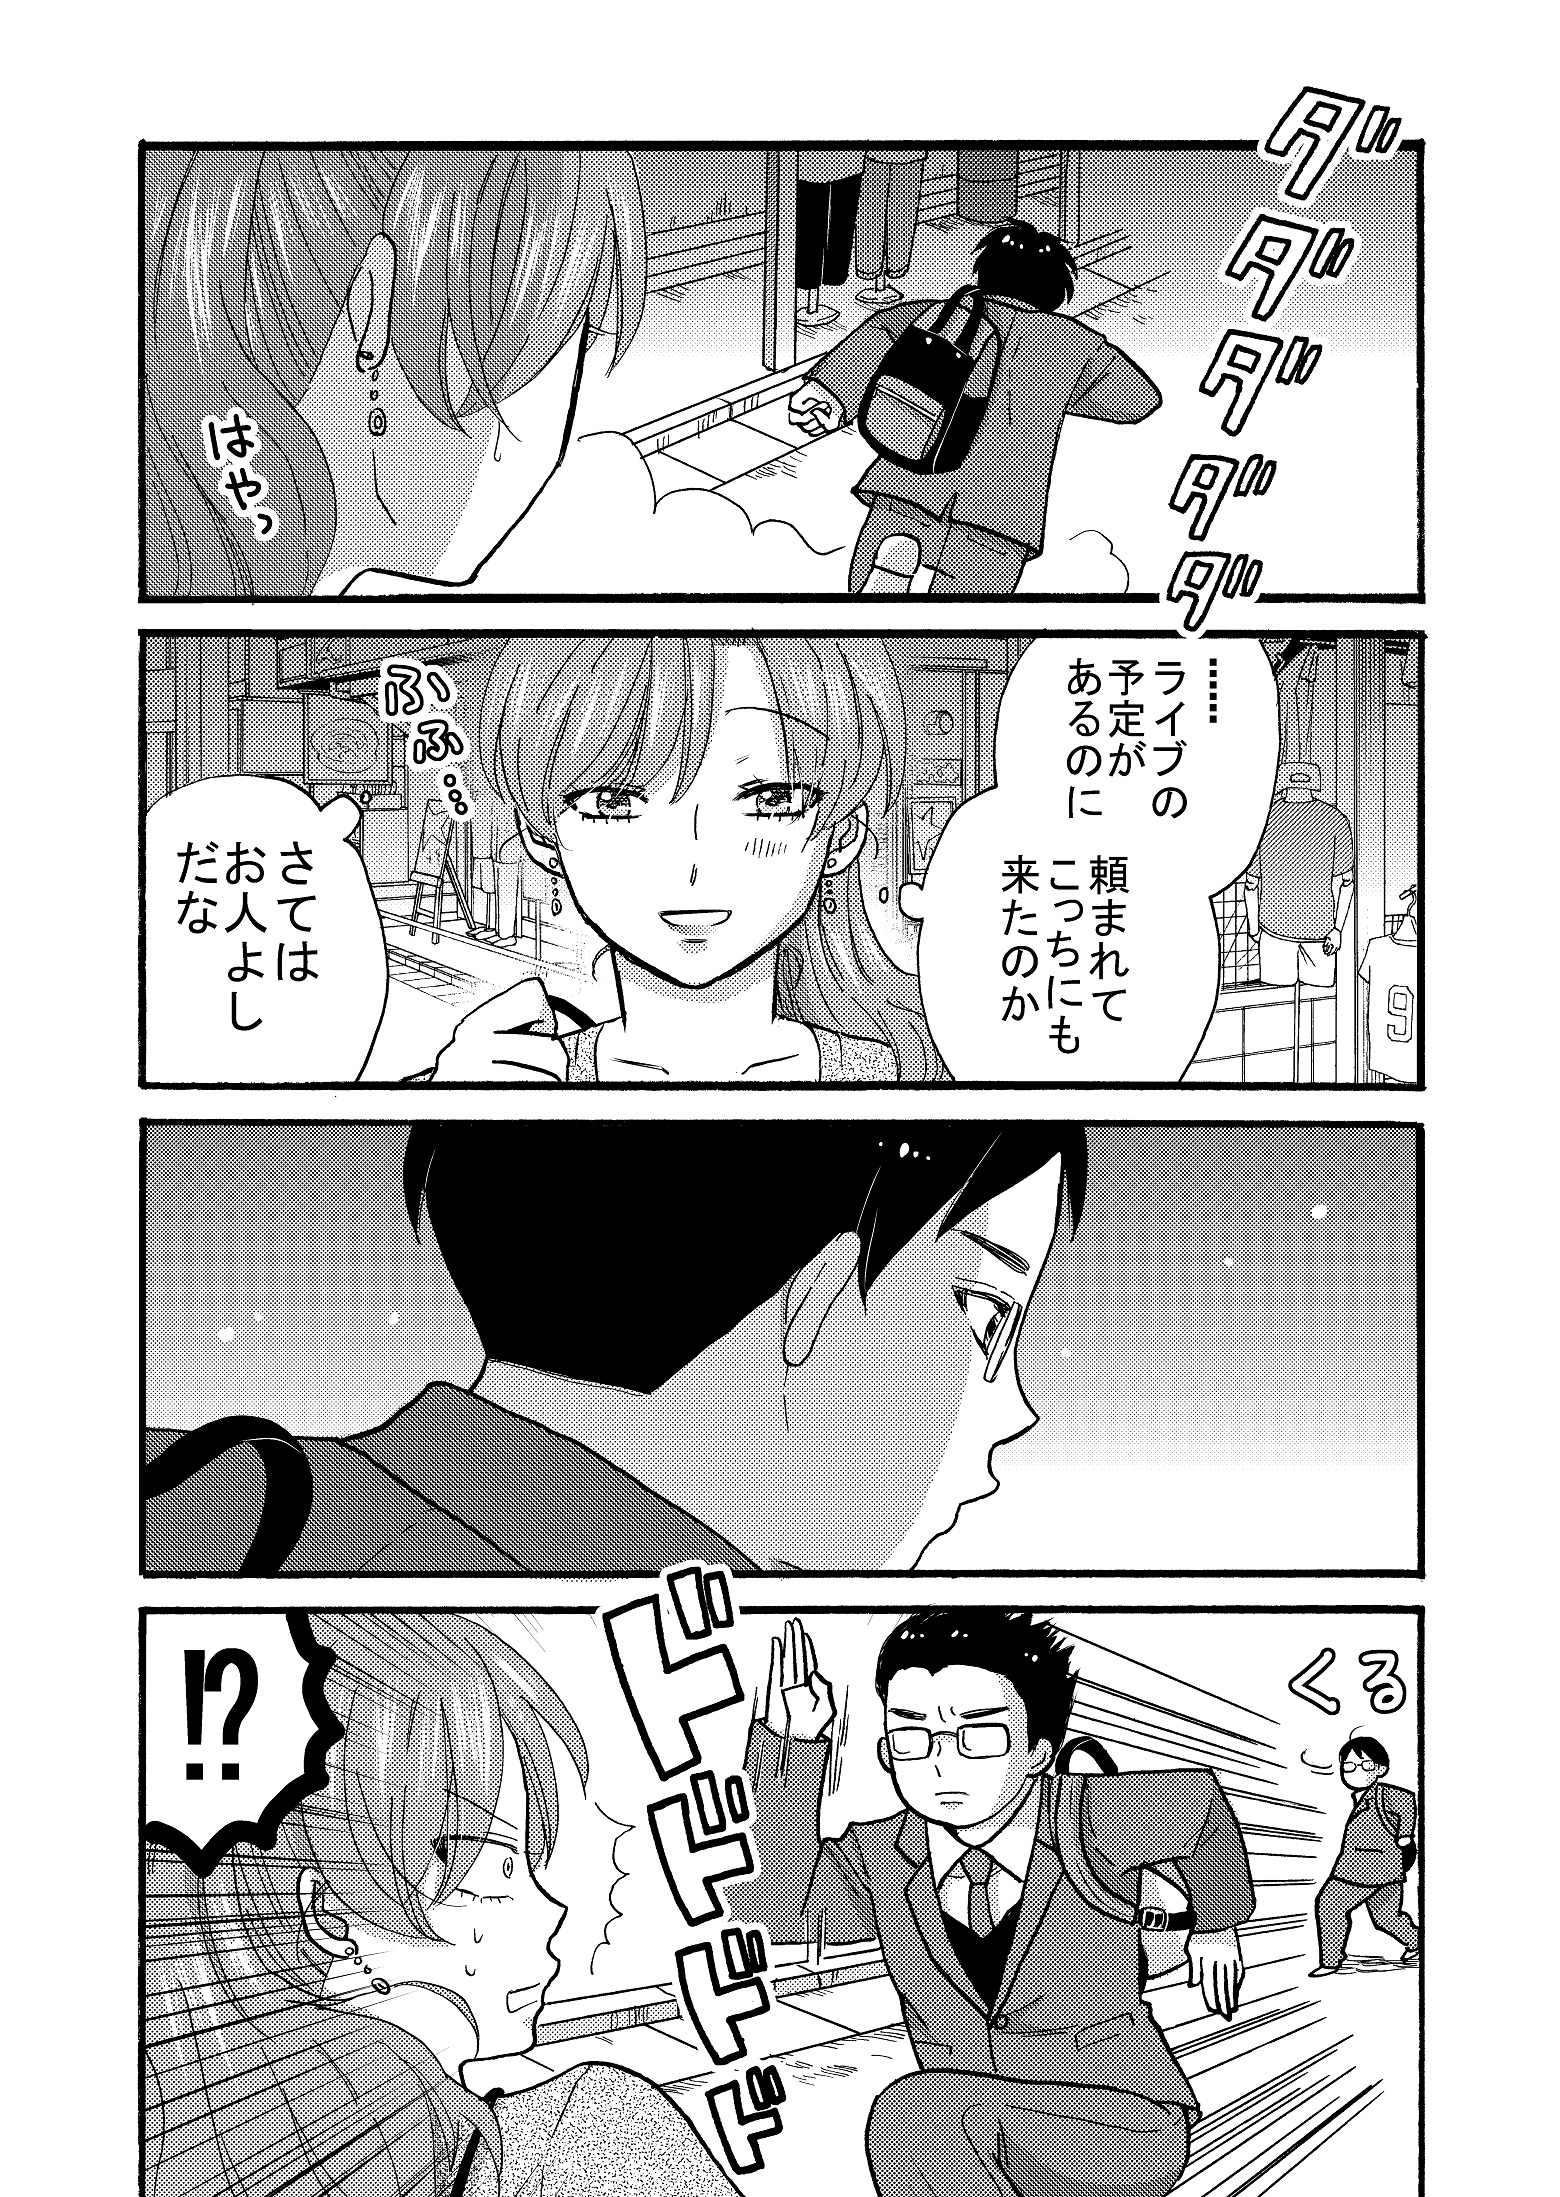 ダダダダダ
はやっ
……
ライブの
予定が
あるのに
頼まれて
こっちにも
来たのか
ふふ…
さては
お人よし
だな
9
くる
ドドドド
!?